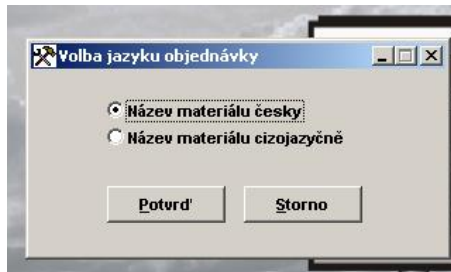 Volba jazyku objednávky
Název materiálu česky
Název materiálu cizojazyčně
Potvrď Storno